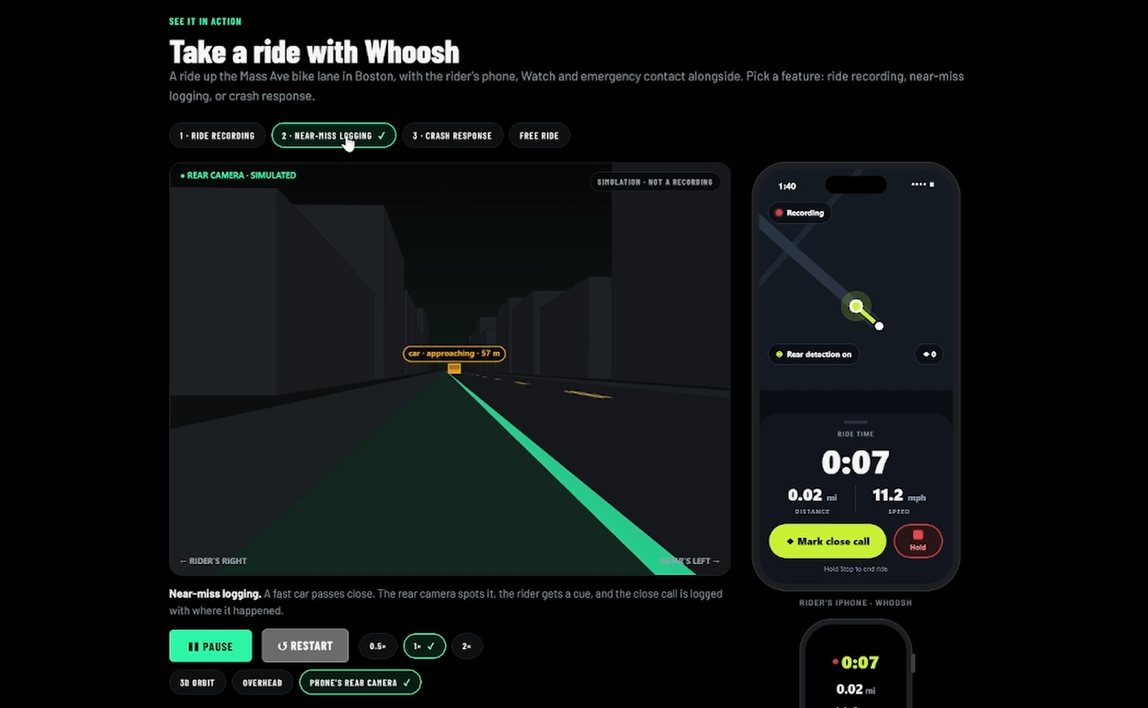 SEE IT IN ACTION
Take a ride with Whoosh
A ride up the Mass Ave bike lane in Boston, with the rider's phone, Watch and emergency contact alongside. Pick a feature: ride recording, near-miss
logging, or crash response.
1 · RIDE RECORDING
2 · NEAR-MISS LOGGING ✓
3 · CRASH RESPONSE
FREE RIDE
● REAR CAMERA · SIMULATED
SIMULATION · NOT A RECORDING
car · approaching · 57 m
← RIDER'S RIGHT
LEFT →
Near-miss logging. A fast car passes close. The rear camera spots it, the rider gets a cue, and the close call is logged
with where it happened.
PAUSE
↺ RESTART
0.5×
1× ✓
2×
3D ORBIT
OVERHEAD
PHONE'S REAR CAMERA ✓
1:40
Recording
Rear detection on
◆ 0
RIDE TIME
0:07
0.02 mi
DISTANCE
11.2 mph
SPEED
◆ Mark close call
Hold
Hold Stop to end ride
RIDER'S IPHONE · WHOOSH
0:07
0.02 mi